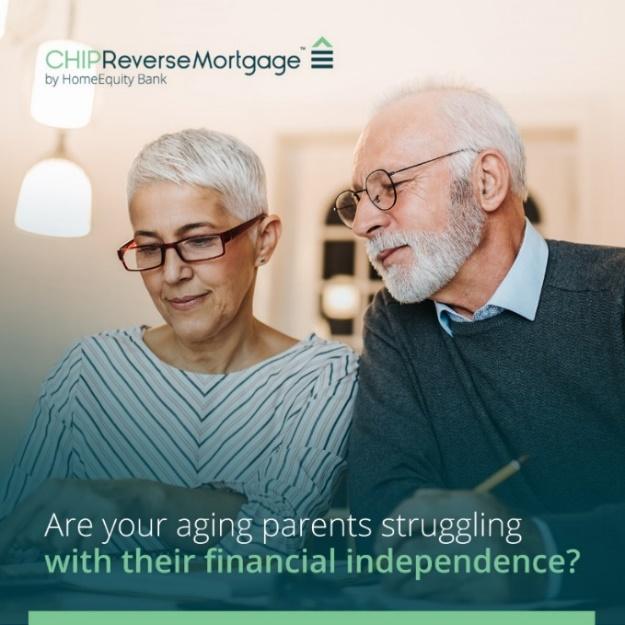 CHIPReverseMortgage™
by HomeEquity Bank
Are your aging parents struggling
with their financial independence?